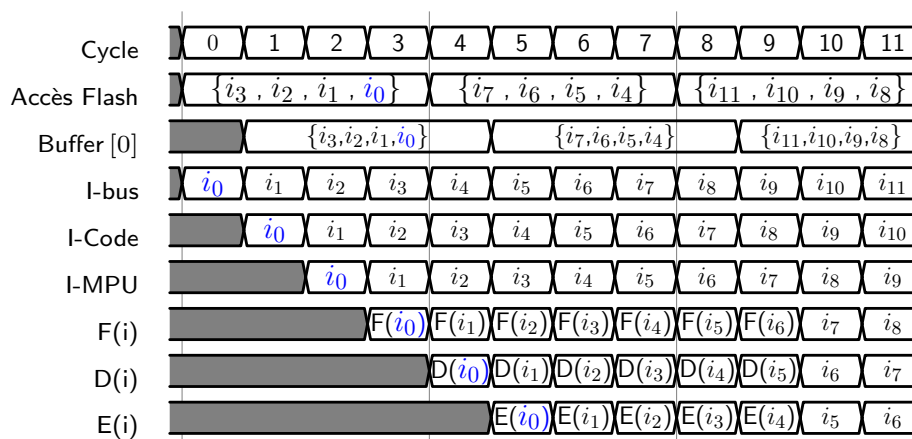 Cycle 0 1 2 3 4 5 6 7 8 9 10 11
Accès Flash {i₃ , i₂ , i₁ , i₀} {i₇ , i₆ , i₅ , i₄} {i₁₁ , i₁₀ , i₉ , i₈}
Buffer [0] {i₃,i₂,i₁,i₀} {i₇,i₆,i₅,i₄} {i₁₁,i₁₀,i₉,i₈}
I-bus i₀ i₁ i₂ i₃ i₄ i₅ i₆ i₇ i₈ i₉ i₁₀ i₁₁
I-Code i₀ i₁ i₂ i₃ i₄ i₅ i₆ i₇ i₈ i₉ i₁₀
I-MPU i₀ i₁ i₂ i₃ i₄ i₅ i₆ i₇ i₈ i₉
F(i) F(i₀) F(i₁) F(i₂) F(i₃) F(i₄) F(i₅) F(i₆) i₇ i₈
D(i) D(i₀) D(i₁) D(i₂) D(i₃) D(i₄) D(i₅) i₆ i₇
E(i) E(i₀) E(i₁) E(i₂) E(i₃) E(i₄) i₅ i₆